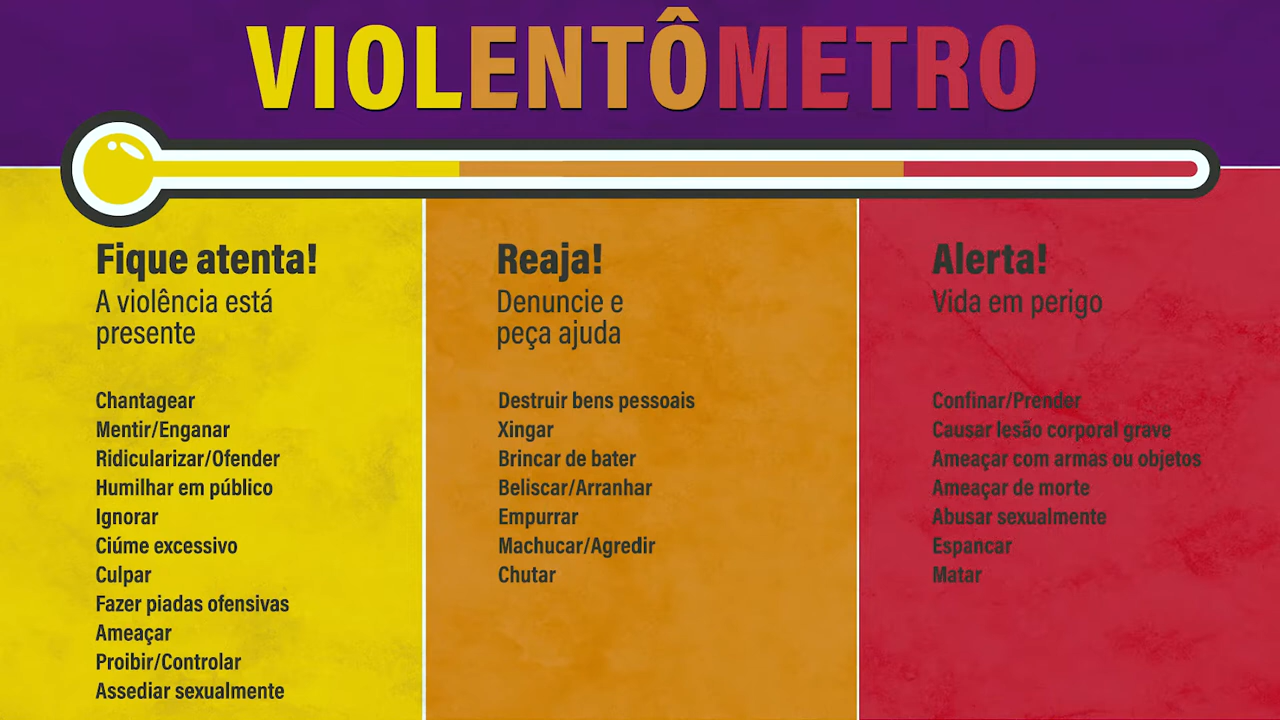 VIOLENTÔMETRO
Fique atenta!
A violência está
presente
Chantagear
Mentir/Enganar
Ridicularizar/Ofender
Humilhar em público
Ignorar
Ciúme excessivo
Culpar
Fazer piadas ofensivas
Ameaçar
Proibir/Controlar
Assediar sexualmente
Reaja!
Denuncie e
peça ajuda
Destruir bens pessoais
Xingar
Brincar de bater
Beliscar/Arranhar
Empurrar
Machucar/Agredir
Chutar
Alerta!
Vida em perigo
Confinar/Prender
Causar lesão corporal grave
Ameaçar com armas ou objetos
Ameaçar de morte
Abusar sexualmente
Espancar
Matar